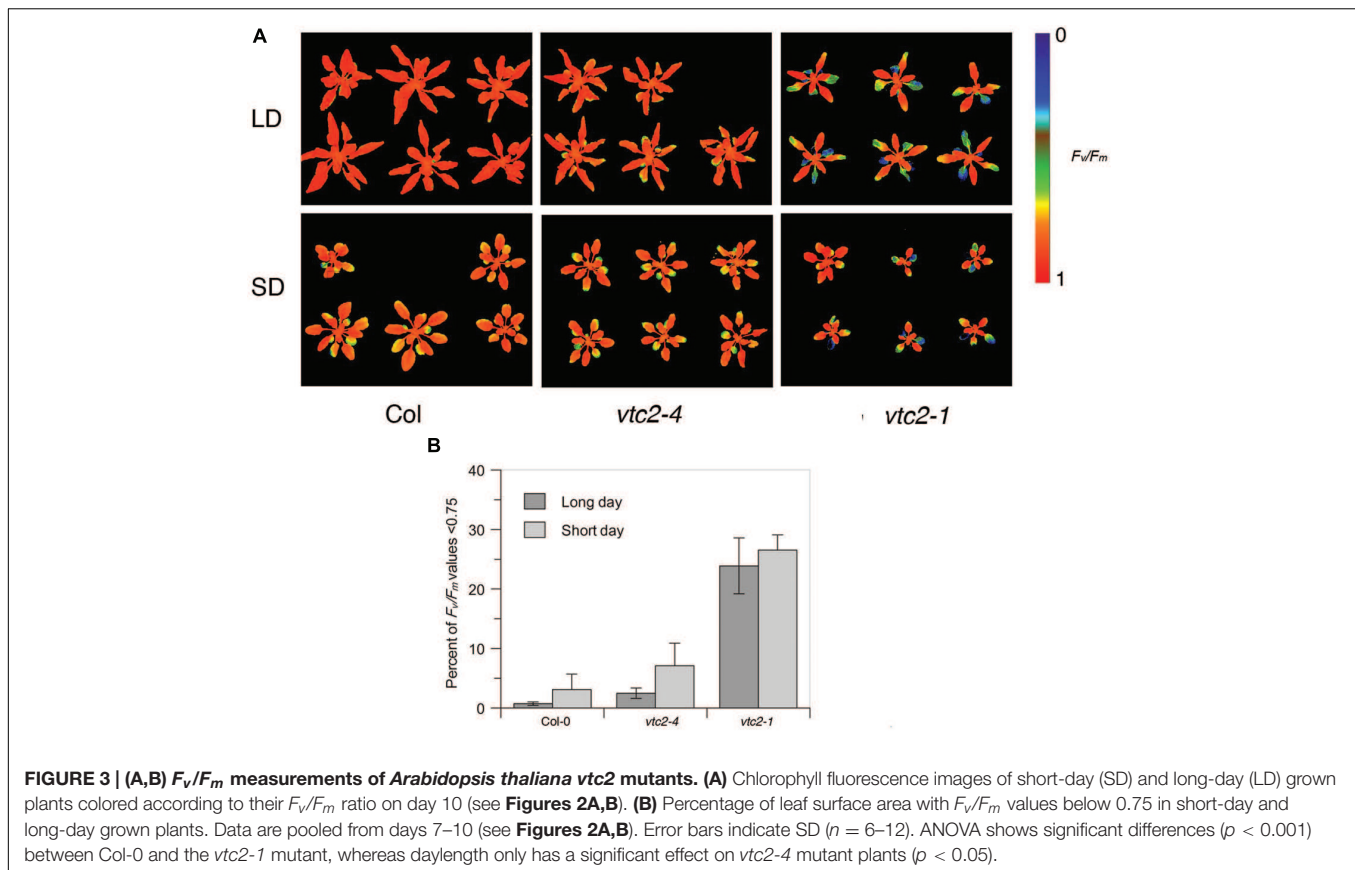 A
LD
SD
0
Fv/Fm
1
Col
vtc2-4
vtc2-1
B
Percent of Fv/Fm values <0.75
40
30
20
10
0
Long day
Short day
Col-0
vtc2-4
vtc2-1
FIGURE 3 | (A,B) Fv/Fm measurements of Arabidopsis thaliana vtc2 mutants. (A) Chlorophyll fluorescence images of short-day (SD) and long-day (LD) grown
plants colored according to their Fv/Fm ratio on day 10 (see Figures 2A,B). (B) Percentage of leaf surface area with Fv/Fm values below 0.75 in short-day and
long-day grown plants. Data are pooled from days 7–10 (see Figures 2A,B). Error bars indicate SD (n = 6–12). ANOVA shows significant differences (p < 0.001)
between Col-0 and the vtc2-1 mutant, whereas daylength only has a significant effect on vtc2-4 mutant plants (p < 0.05).